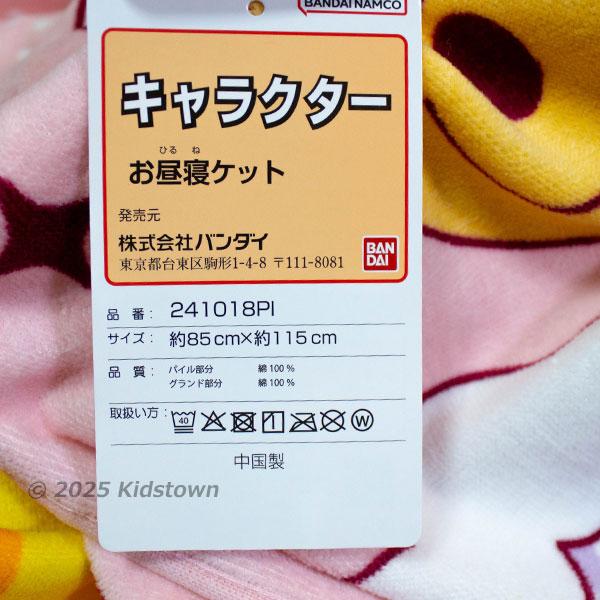 BANDAI NAMCO
キャラクター
ひる ね
お昼寝ケット
発売元
株式会社バンダイ
東京都台東区駒形1-4-8 〒111-8081
BAN
DAI
品 番: 241018PI
サイズ: 約85cm×約115cm
品 質: パイル部分 綿100%
グランド部分 綿100%
取扱い方: 40 W
中国製
© 2025 Kidstown